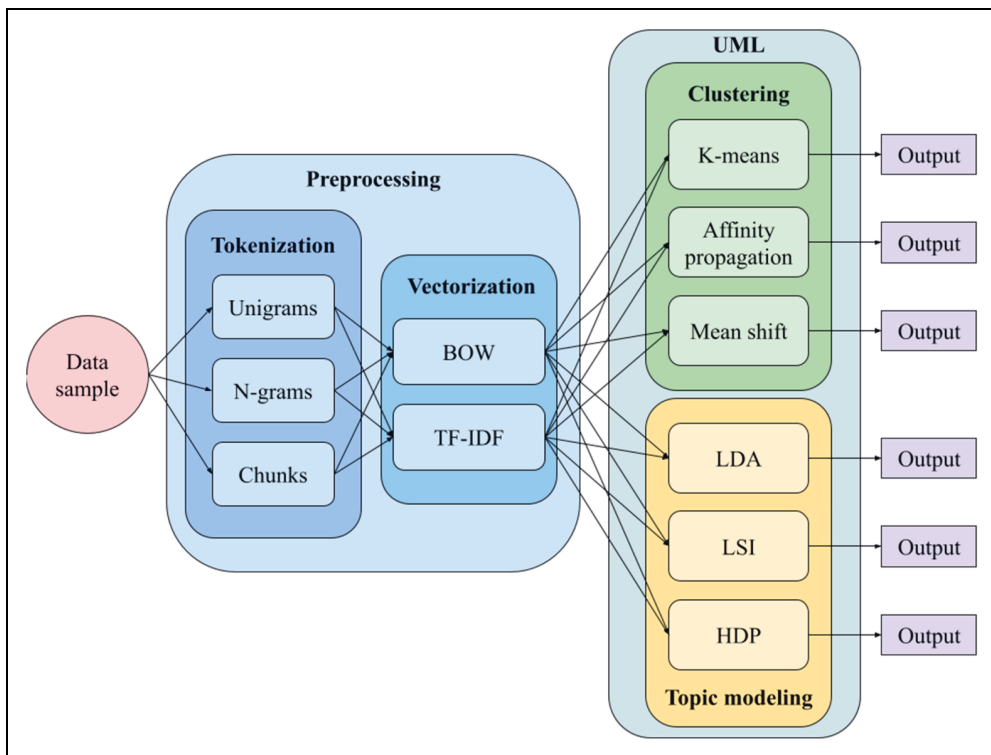 UML
Clustering
K-means
Output
Preprocessing
Affinity
propagation
Output
Tokenization
Vectorization
Unigrams
Mean shift
Output
BOW
Data
sample
N-grams
TF-IDF
LDA
Output
Chunks
LSI
Output
HDP
Output
Topic modeling